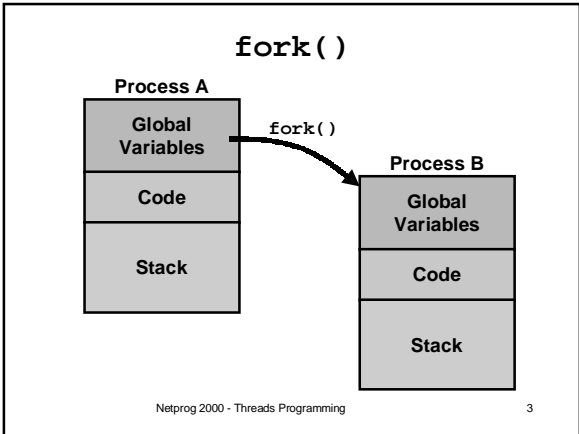 fork()
Process A
Global
Variables
Code
Stack
fork()
Process B
Global
Variables
Code
Stack
Netprog 2000 - Threads Programming
3